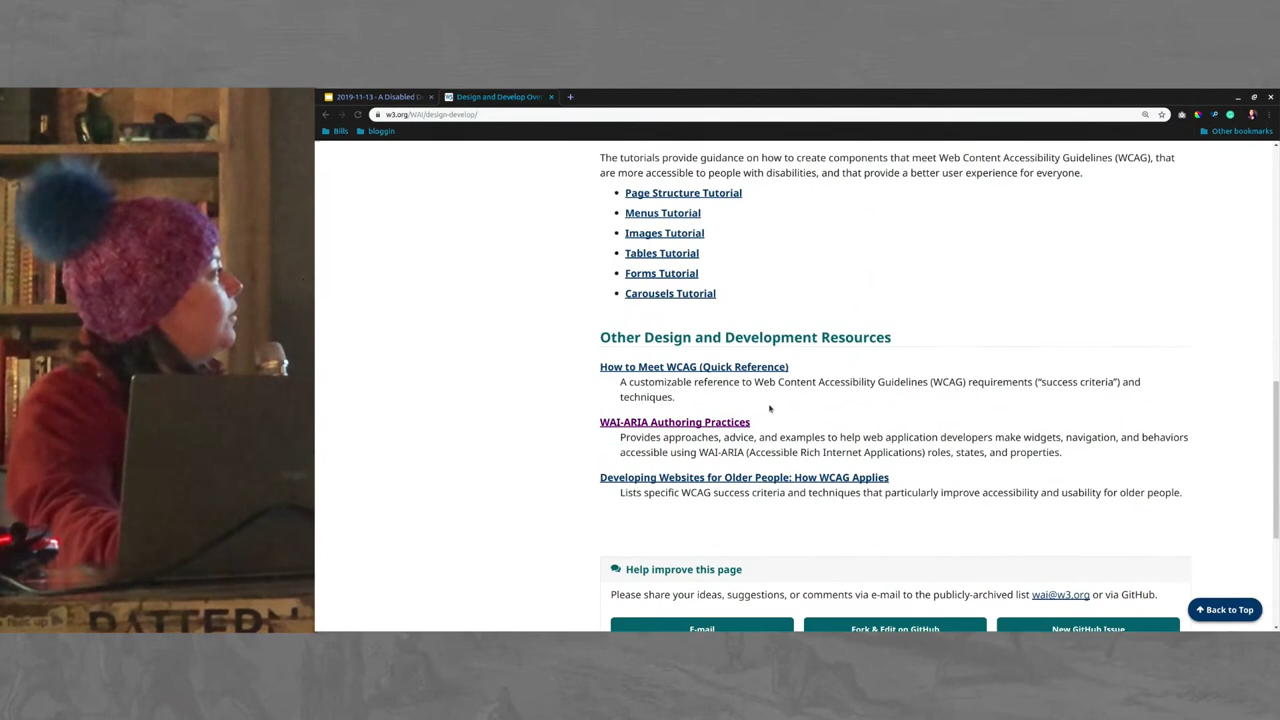 2019-11-13 - A Disabled D
Design and Develop Over
w3.org/WAI/design-develop/
Bills
bloggin
Other bookmarks
The tutorials provide guidance on how to create components that meet Web Content Accessibility Guidelines (WCAG), that
are more accessible to people with disabilities, and that provide a better user experience for everyone.
• Page Structure Tutorial
• Menus Tutorial
• Images Tutorial
• Tables Tutorial
• Forms Tutorial
• Carousels Tutorial
Other Design and Development Resources
How to Meet WCAG (Quick Reference)
A customizable reference to Web Content Accessibility Guidelines (WCAG) requirements (“success criteria”) and
techniques.
WAI-ARIA Authoring Practices
Provides approaches, advice, and examples to help web application developers make widgets, navigation, and behaviors
accessible using WAI-ARIA (Accessible Rich Internet Applications) roles, states, and properties.
Developing Websites for Older People: How WCAG Applies
Lists specific WCAG success criteria and techniques that particularly improve accessibility and usability for older people.
Help improve this page
Please share your ideas, suggestions, or comments via e-mail to the publicly-archived list wai@w3.org or via GitHub.
Back to Top
E-mail
Fork & Edit on GitHub
New GitHub Issue
PATTERN